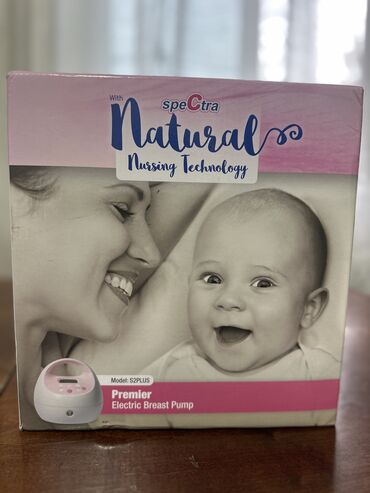 speCtra
With
Natural
Nursing Technology
Model: S2PLUS
Premier
Electric Breast Pump